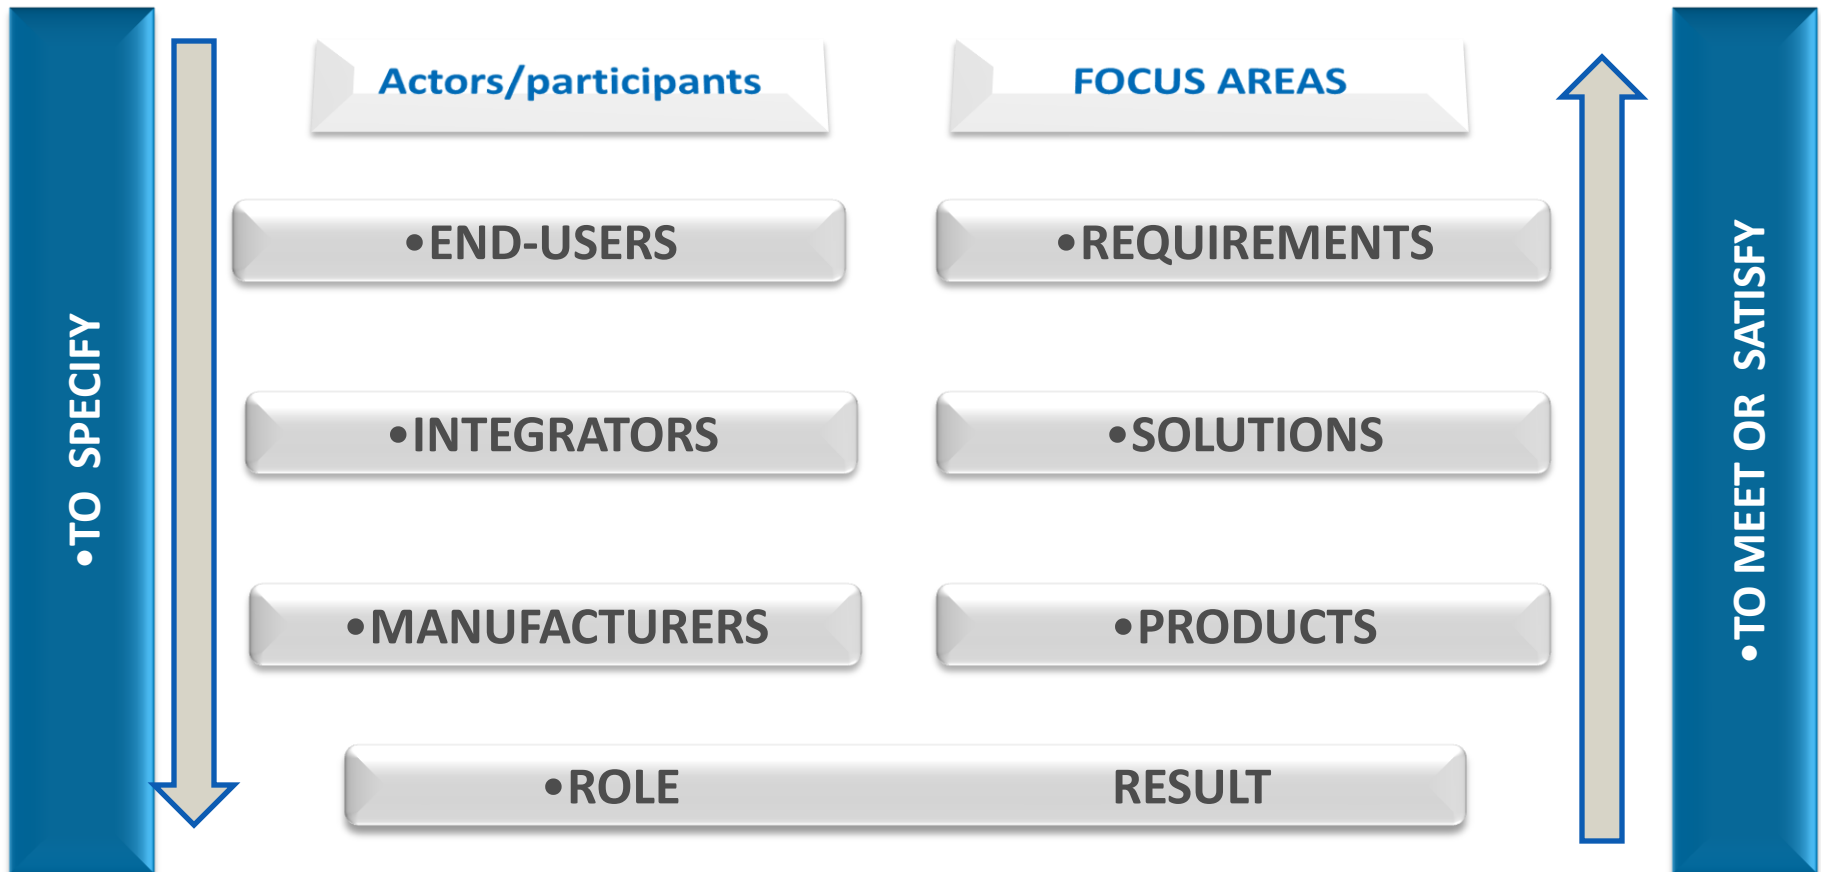 •TO SPECIFY
Actors/participants
FOCUS AREAS
•END-USERS
•REQUIREMENTS
•INTEGRATORS
•SOLUTIONS
•MANUFACTURERS
•PRODUCTS
•ROLE RESULT
•TO MEET OR SATISFY